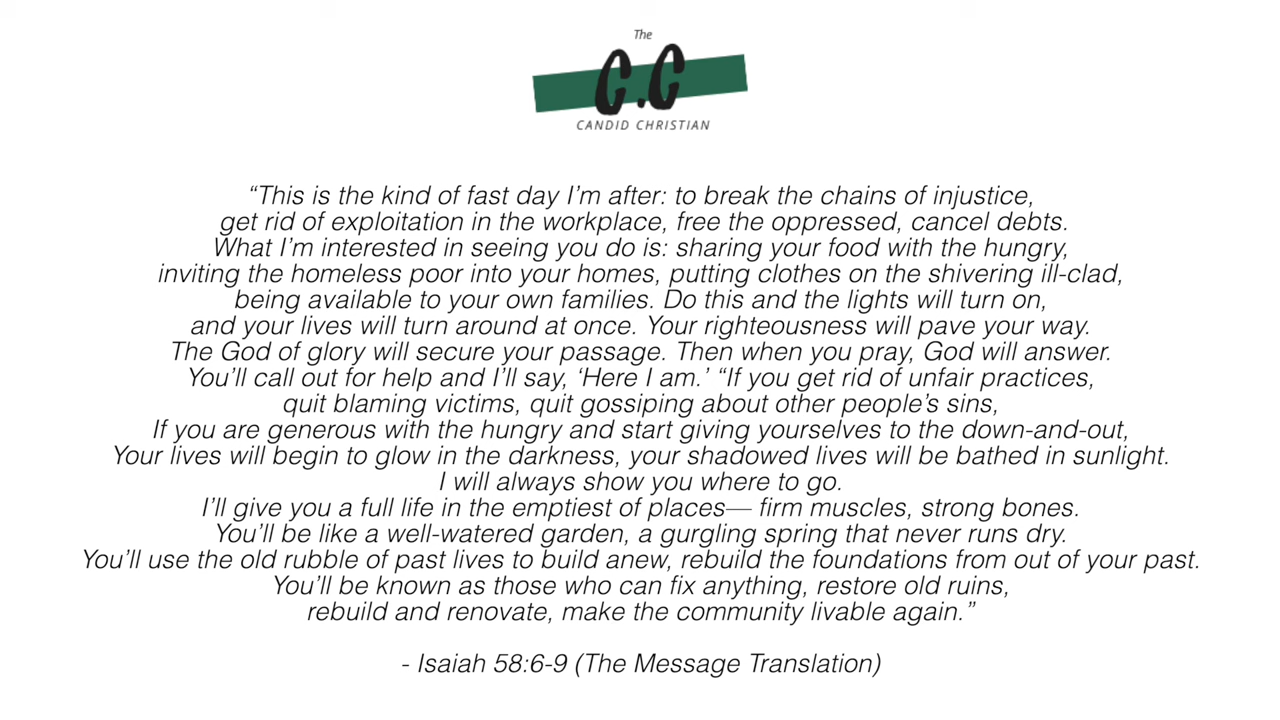 The
C.C
CANDID CHRISTIAN
“This is the kind of fast day I’m after: to break the chains of injustice,
get rid of exploitation in the workplace, free the oppressed, cancel debts.
What I’m interested in seeing you do is: sharing your food with the hungry,
inviting the homeless poor into your homes, putting clothes on the shivering ill-clad,
being available to your own families. Do this and the lights will turn on,
and your lives will turn around at once. Your righteousness will pave your way.
The God of glory will secure your passage. Then when you pray, God will answer.
You’ll call out for help and I’ll say, ‘Here I am.’ “If you get rid of unfair practices,
quit blaming victims, quit gossiping about other people’s sins,
If you are generous with the hungry and start giving yourselves to the down-and-out,
Your lives will begin to glow in the darkness, your shadowed lives will be bathed in sunlight.
I will always show you where to go.
I’ll give you a full life in the emptiest of places— firm muscles, strong bones.
You’ll be like a well-watered garden, a gurgling spring that never runs dry.
You’ll use the old rubble of past lives to build anew, rebuild the foundations from out of your past.
You’ll be known as those who can fix anything, restore old ruins,
rebuild and renovate, make the community livable again.”
- Isaiah 58:6-9 (The Message Translation)